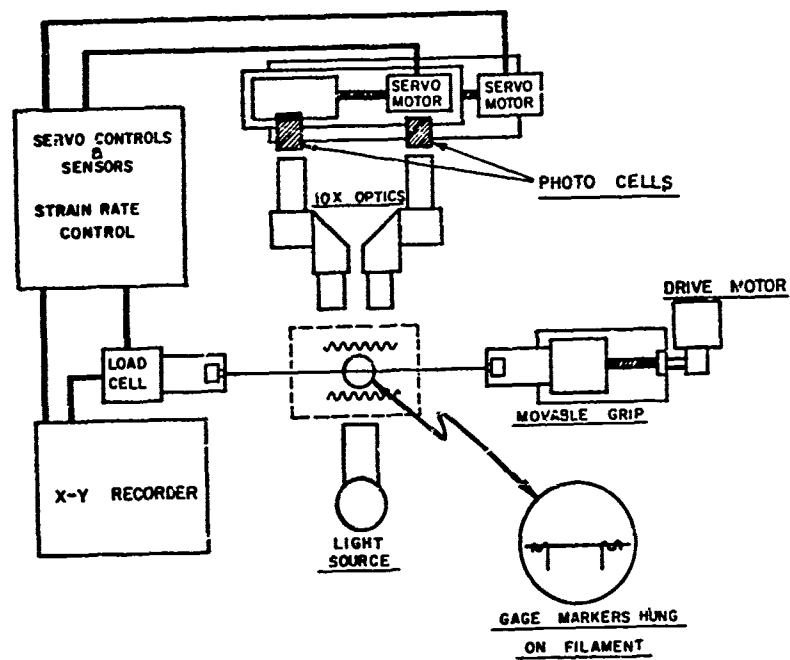 SERVO MOTOR
SERVO MOTOR
SERVO CONTROLS
&
SENSORS
STRAIN RATE
CONTROL
PHOTO CELLS
10X OPTICS
DRIVE MOTOR
LOAD
CELL
MOVABLE GRIP
X-Y RECORDER
LIGHT
SOURCE
GAGE MARKERS HUNG
ON FILAMENT